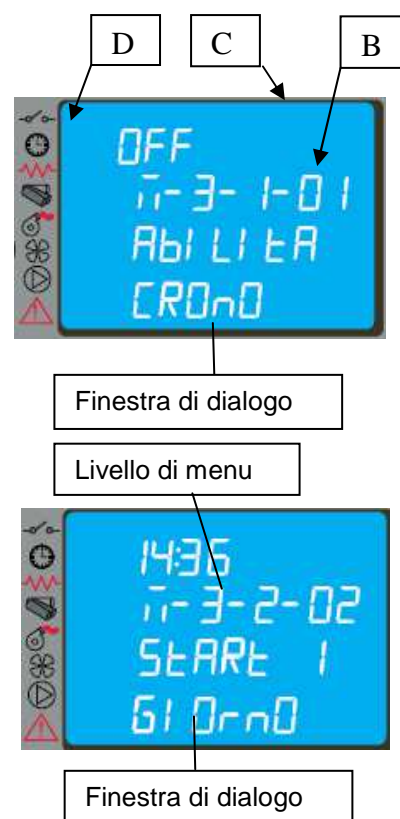 D C B
OFF
M-3-1-01
AbILItA
CROnO
Finestra di dialogo
Livello di menu
14:36
M-3-2-02
StARt 1
GIOrnO
Finestra di dialogo